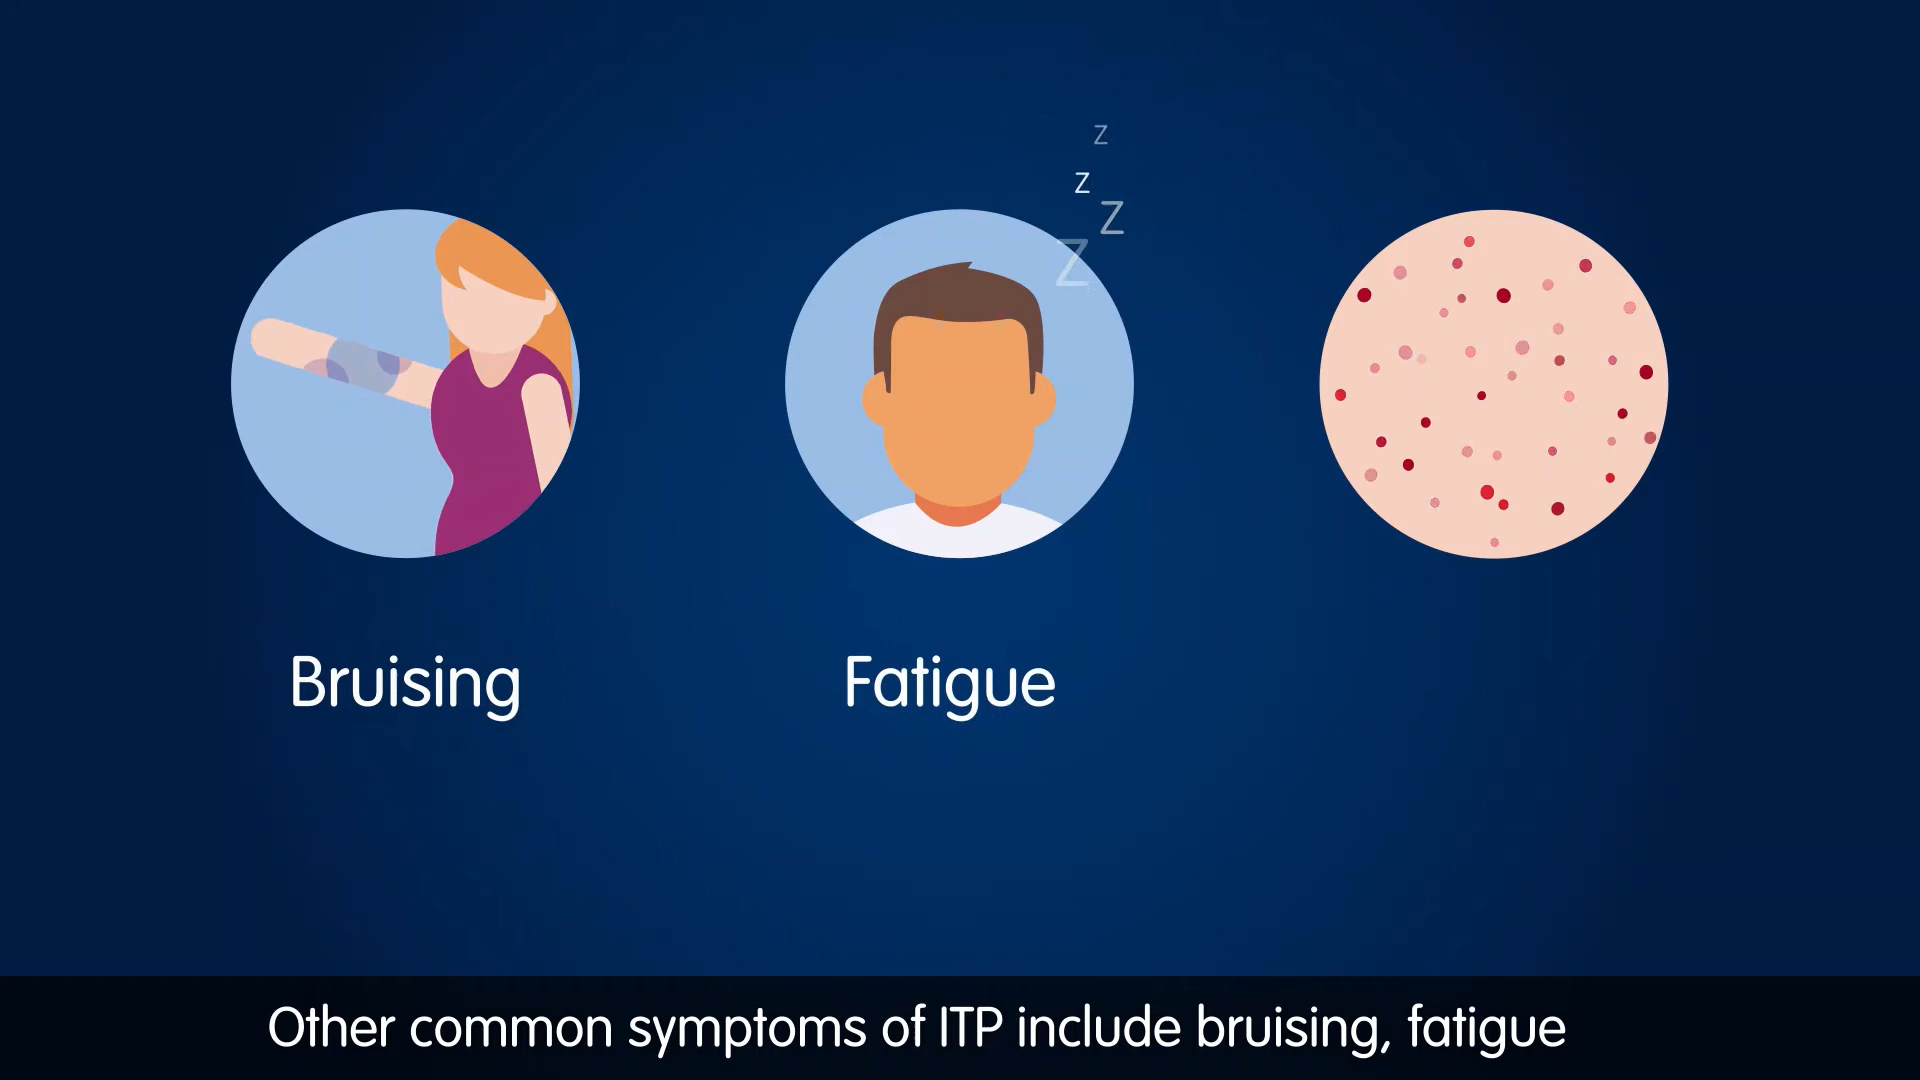 z
z
Z
Z
Bruising
Fatigue
Other common symptoms of ITP include bruising, fatigue